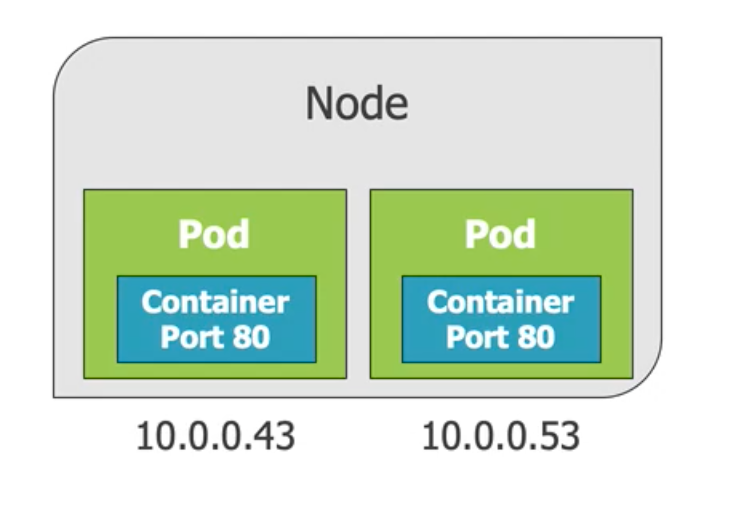 Node
Pod
Container
Port 80
Pod
Container
Port 80
10.0.0.43
10.0.0.53